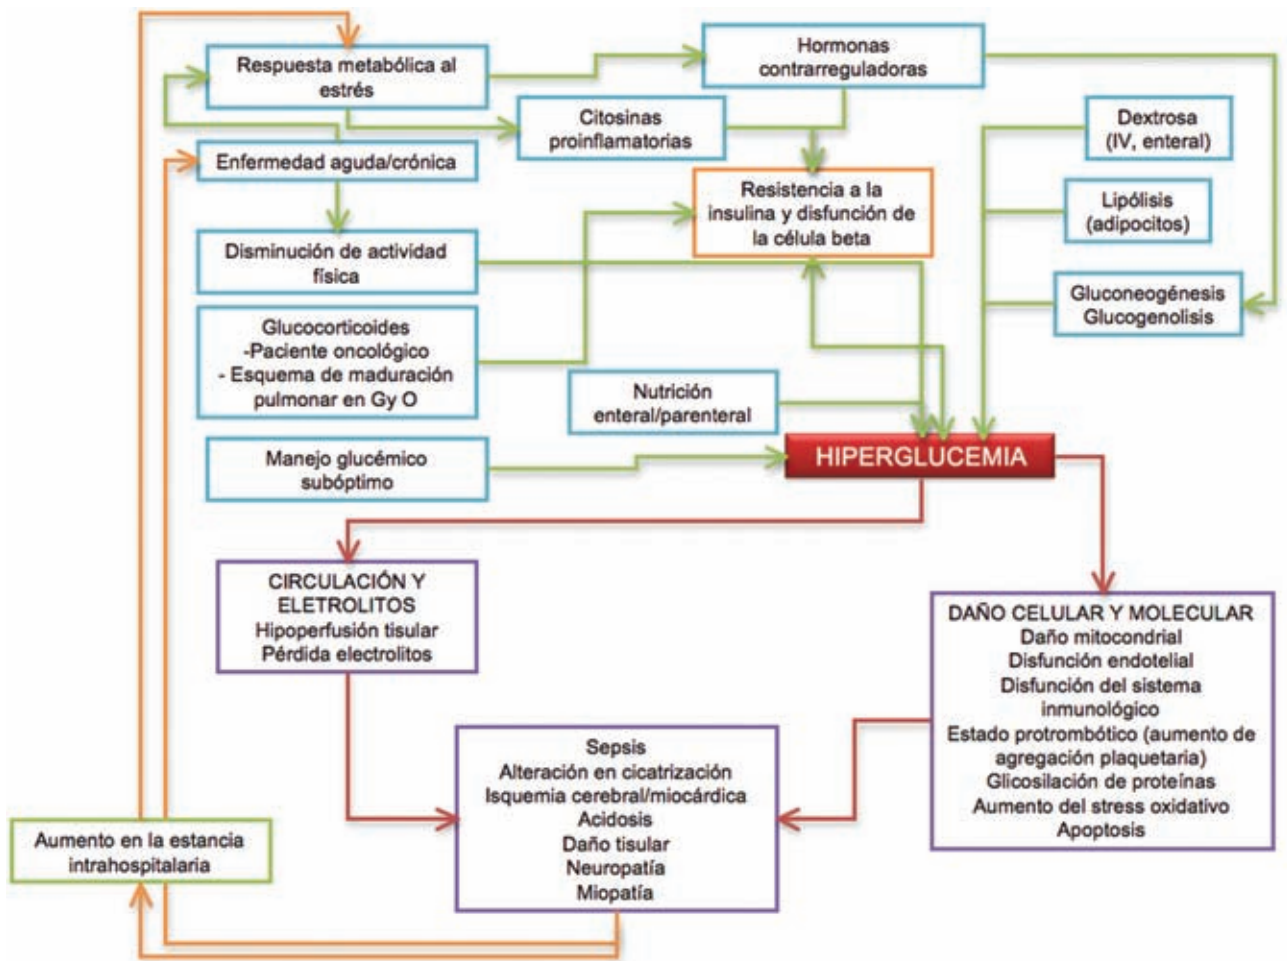 Respuesta metabólica al
estrés
Hormonas
contrarreguladoras
Citosinas
proinflamatorias
Dextrosa
(IV, enteral)
Enfermedad aguda/crónica
Resistencia a la
insulina y disfunción de
la célula beta
Lipólisis
(adipocitos)
Disminución de actividad
física
Gluconeogénesis
Glucogenolisis
Glucocorticoides
-Paciente oncológico
- Esquema de maduración
pulmonar en Gy O
Nutrición
enteral/parenteral
Manejo glucémico
subóptimo
HIPERGLUCEMIA
CIRCULACIÓN Y
ELETROLITOS
Hipoperfusión tisular
Pérdida electrolitos
DAÑO CELULAR Y MOLECULAR
Daño mitocondrial
Disfunción endotelial
Disfunción del sistema
inmunológico
Estado protrombótico (aumento de
agregación plaquetaria)
Glicosilación de proteínas
Aumento del stress oxidativo
Apoptosis
Sepsis
Alteración en cicatrización
Isquemia cerebral/miocárdica
Acidosis
Daño tisular
Neuropatía
Miopatía
Aumento en la estancia
intrahospitalaria